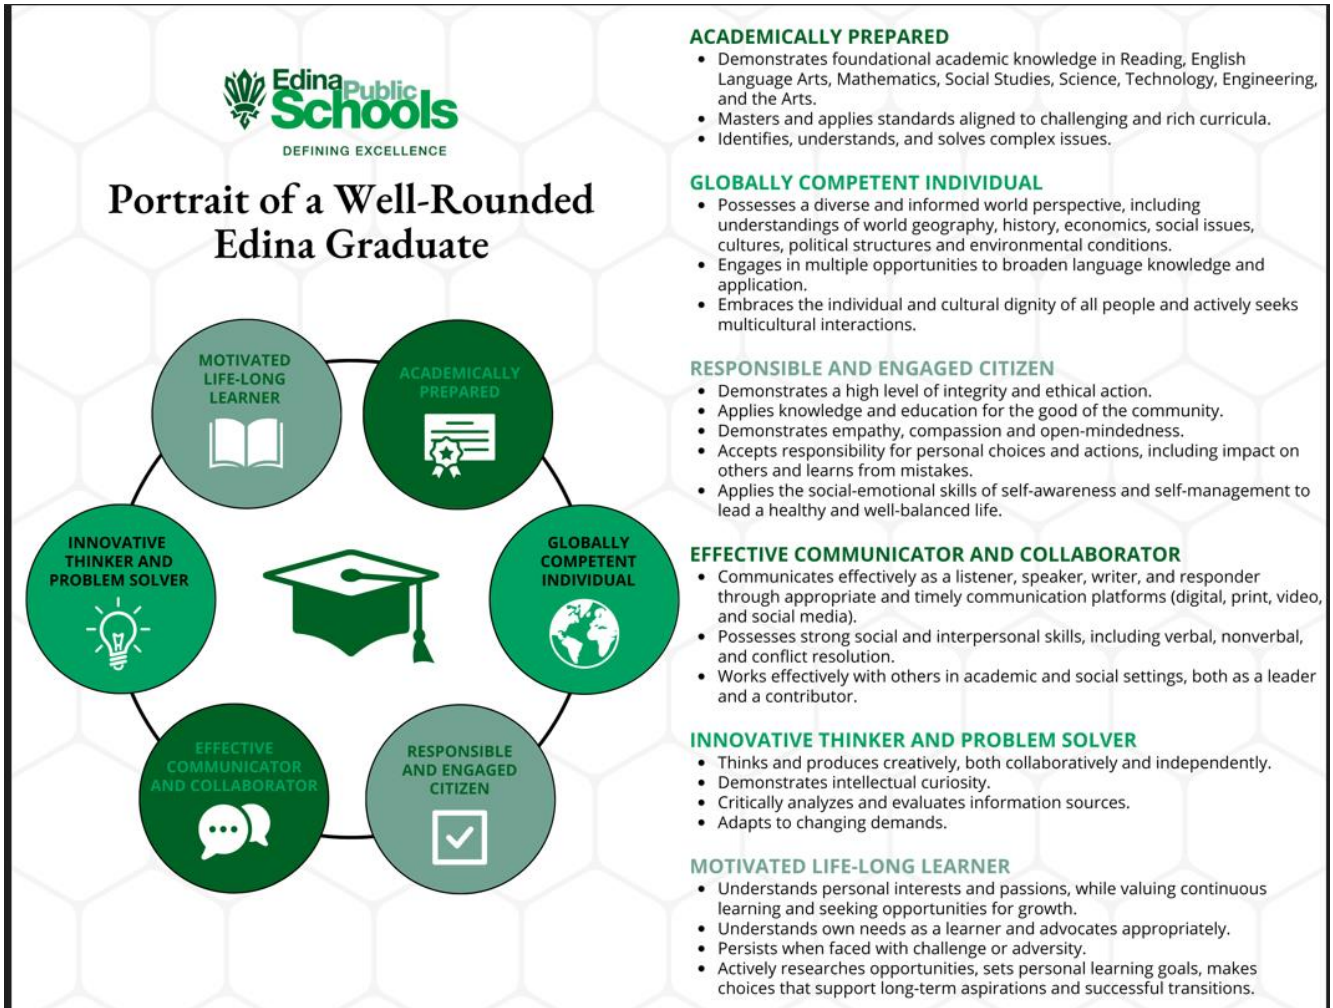 Edina Public
Schools
DEFINING EXCELLENCE
Portrait of a Well-Rounded
Edina Graduate
MOTIVATED
LIFE-LONG
LEARNER
ACADEMICALLY
PREPARED
INNOVATIVE
THINKER AND
PROBLEM SOLVER
GLOBALLY
COMPETENT
INDIVIDUAL
EFFECTIVE
COMMUNICATOR
AND COLLABORATOR
RESPONSIBLE
AND ENGAGED
CITIZEN
ACADEMICALLY PREPARED
• Demonstrates foundational academic knowledge in Reading, English
Language Arts, Mathematics, Social Studies, Science, Technology, Engineering,
and the Arts.
• Masters and applies standards aligned to challenging and rich curricula.
• Identifies, understands, and solves complex issues.
GLOBALLY COMPETENT INDIVIDUAL
• Possesses a diverse and informed world perspective, including
understandings of world geography, history, economics, social issues,
cultures, political structures and environmental conditions.
• Engages in multiple opportunities to broaden language knowledge and
application.
• Embraces the individual and cultural dignity of all people and actively seeks
multicultural interactions.
RESPONSIBLE AND ENGAGED CITIZEN
• Demonstrates a high level of integrity and ethical action.
• Applies knowledge and education for the good of the community.
• Demonstrates empathy, compassion and open-mindedness.
• Accepts responsibility for personal choices and actions, including impact on
others and learns from mistakes.
• Applies the social-emotional skills of self-awareness and self-management to
lead a healthy and well-balanced life.
EFFECTIVE COMMUNICATOR AND COLLABORATOR
• Communicates effectively as a listener, speaker, writer, and responder
through appropriate and timely communication platforms (digital, print, video,
and social media).
• Possesses strong social and interpersonal skills, including verbal, nonverbal,
and conflict resolution.
• Works effectively with others in academic and social settings, both as a leader
and a contributor.
INNOVATIVE THINKER AND PROBLEM SOLVER
• Thinks and produces creatively, both collaboratively and independently.
• Demonstrates intellectual curiosity.
• Critically analyzes and evaluates information sources.
• Adapts to changing demands.
MOTIVATED LIFE-LONG LEARNER
• Understands personal interests and passions, while valuing continuous
learning and seeking opportunities for growth.
• Understands own needs as a learner and advocates appropriately.
• Persists when faced with challenge or adversity.
• Actively researches opportunities, sets personal learning goals, makes
choices that support long-term aspirations and successful transitions.